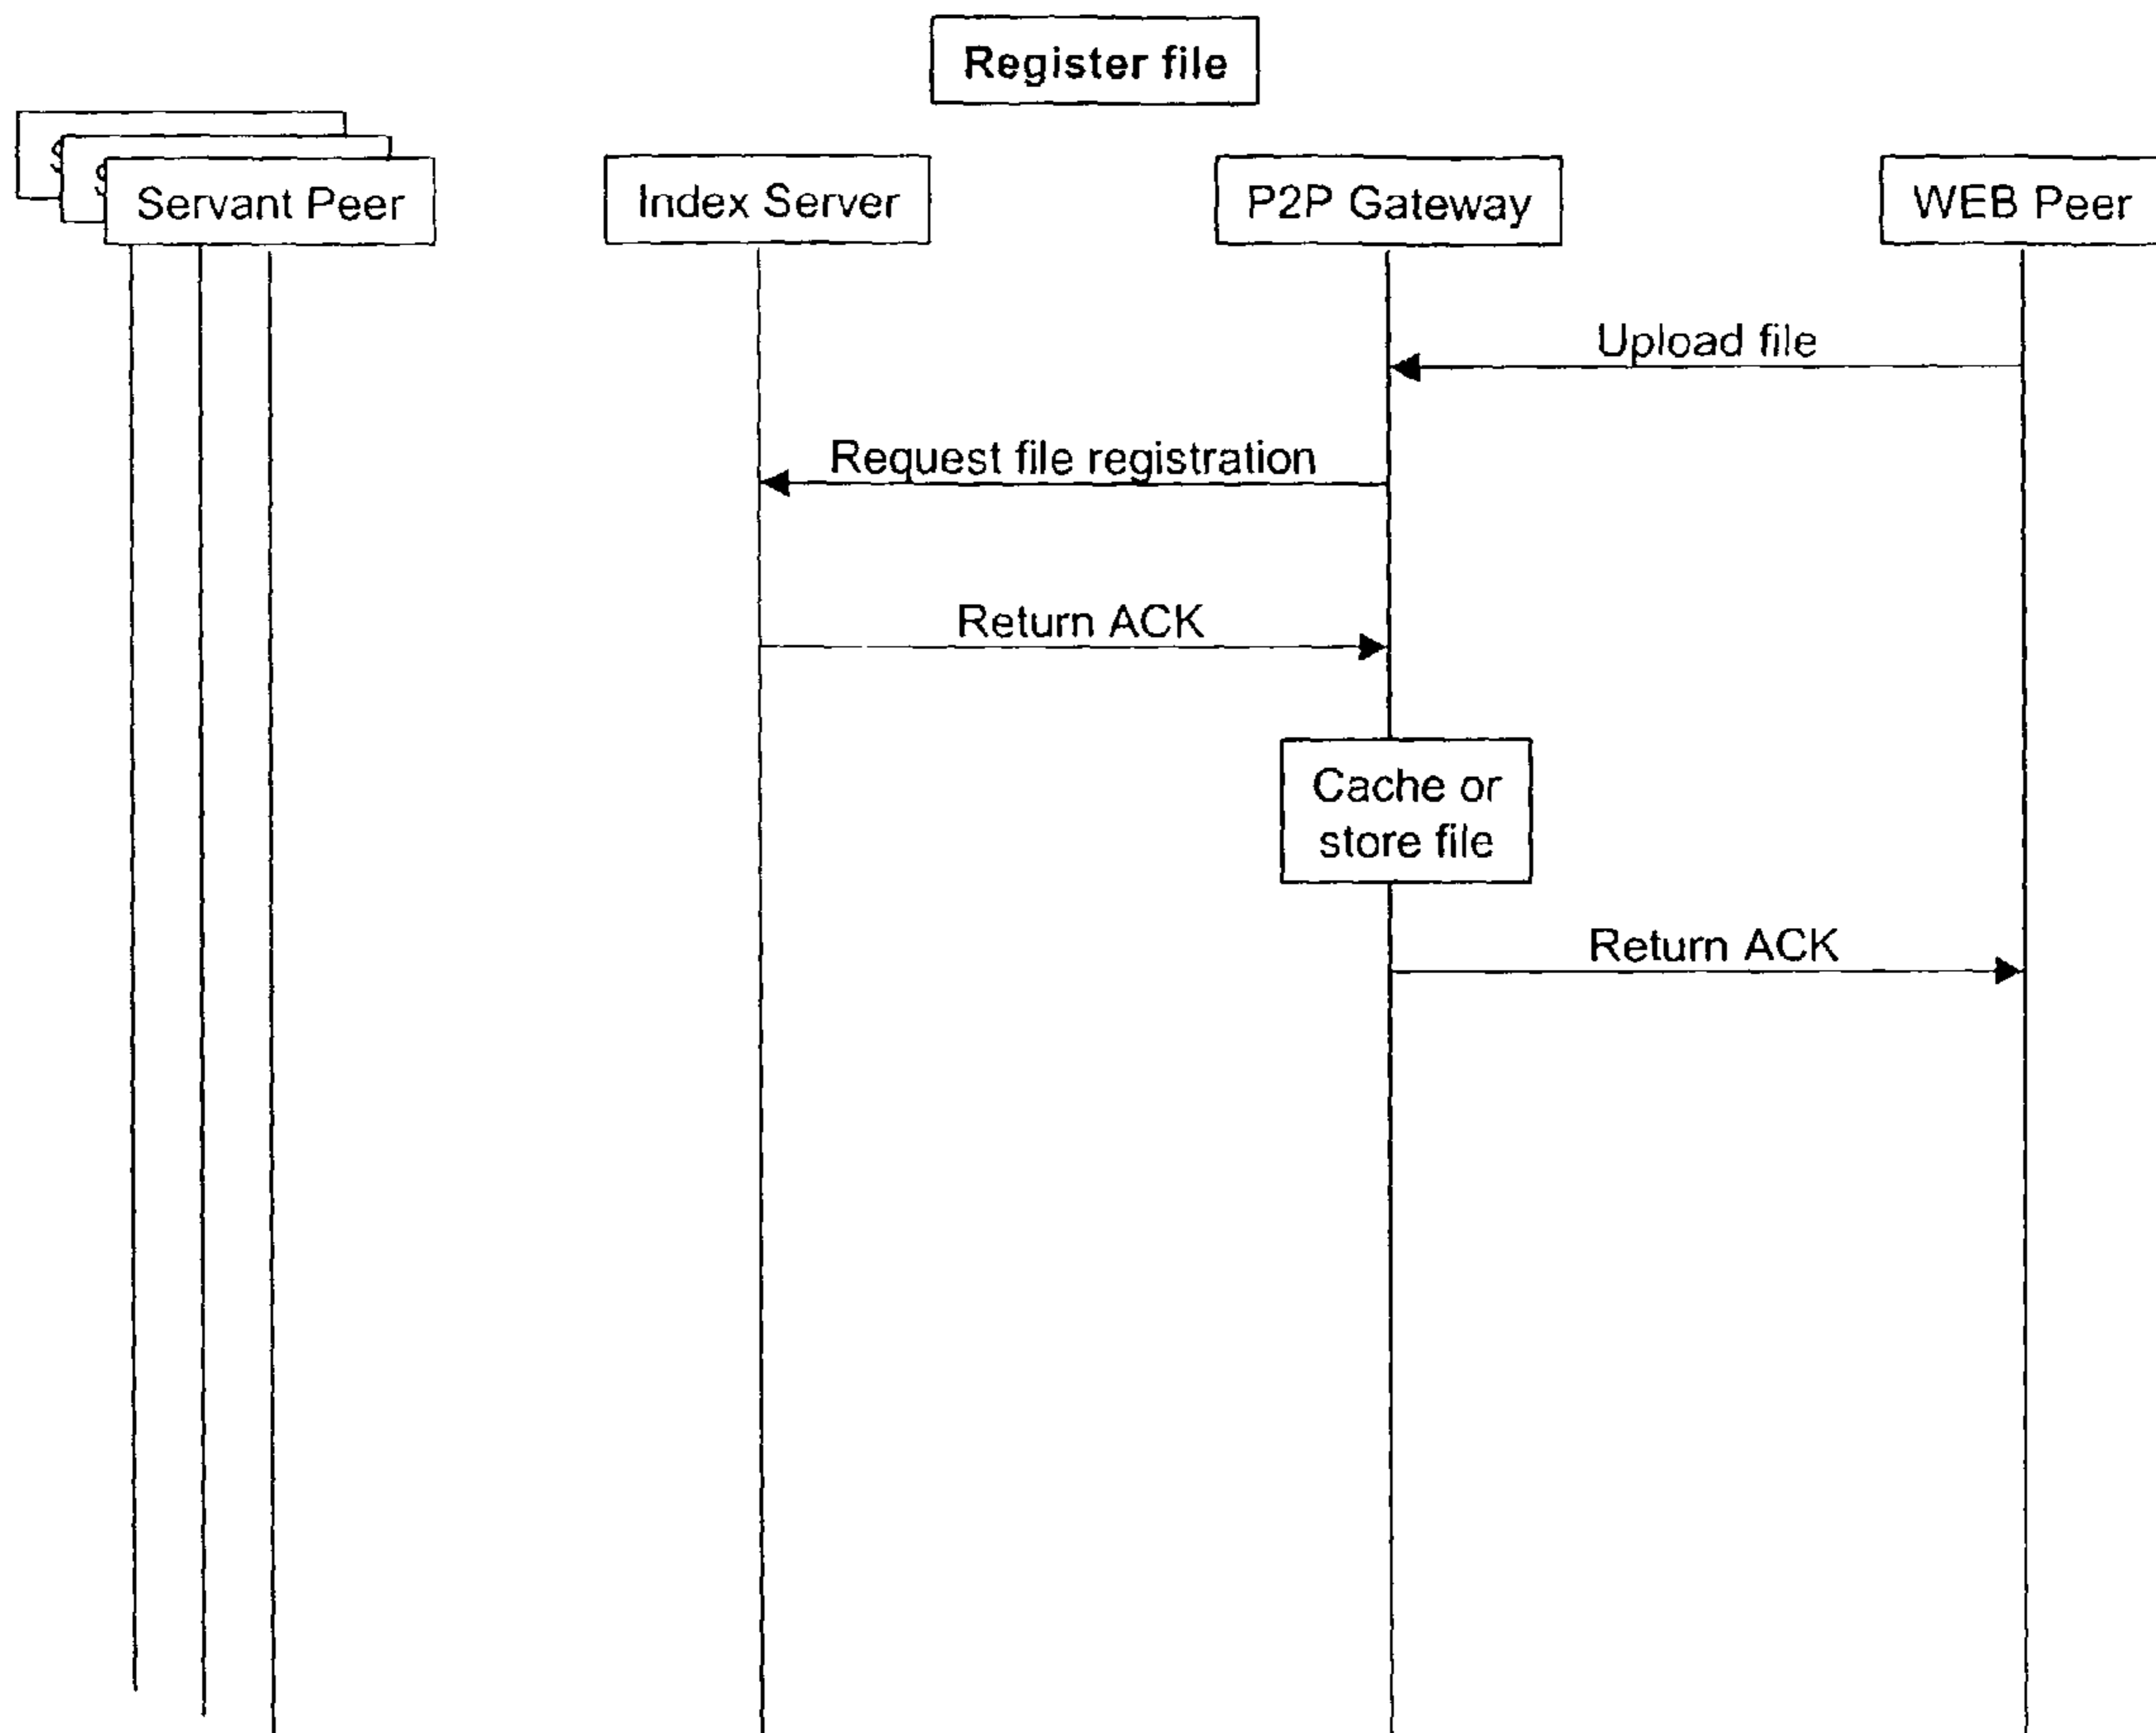 Register file
S
S
Servant Peer
Index Server
P2P Gateway
WEB Peer
Upload file
Request file registration
Return ACK
Cache or
store file
Return ACK